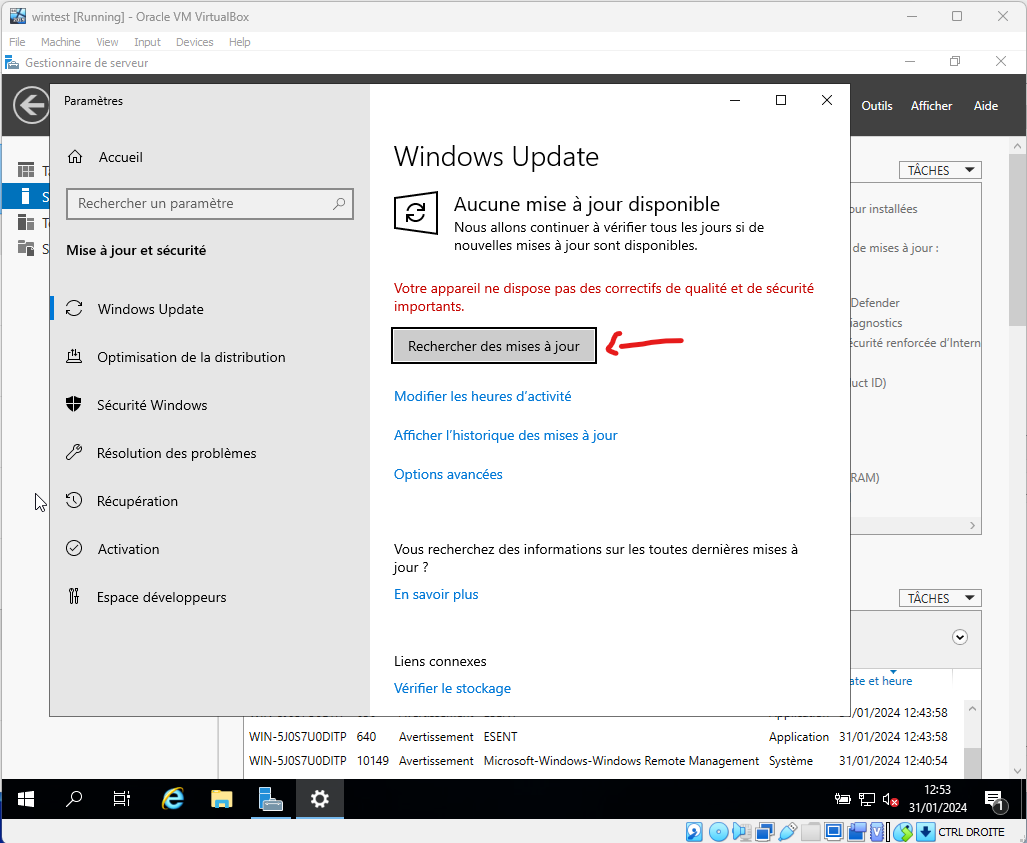 wintest [Running] - Oracle VM VirtualBox
File Machine View Input Devices Help
Gestionnaire de serveur
Outils Afficher Aide
Paramètres
Accueil
Rechercher un paramètre
Mise à jour et sécurité
Windows Update
Optimisation de la distribution
Sécurité Windows
Résolution des problèmes
Récupération
Activation
Espace développeurs
Windows Update
Aucune mise à jour disponible
Nous allons continuer à vérifier tous les jours si de
nouvelles mises à jour sont disponibles.
Votre appareil ne dispose pas des correctifs de qualité et de sécurité
importants.
Rechercher des mises à jour
Modifier les heures d'activité
Afficher l'historique des mises à jour
Options avancées
Vous recherchez des informations sur les toutes dernières mises à
jour ?
En savoir plus
Liens connexes
Vérifier le stockage
TÂCHES
our installées
de mises à jour :
Defender
iagnostics
écurité renforcée d'Intern
uct ID)
RAM)
TÂCHES
ate et heure
31/01/2024 12:43:58
WIN-5J0S7U0DITP 640 Avertissement ESENT Application 31/01/2024 12:43:58
WIN-5J0S7U0DITP 10149 Avertissement Microsoft-Windows-Windows Remote Management Système 31/01/2024 12:40:54
12:53
31/01/2024
1
CTRL DROITE